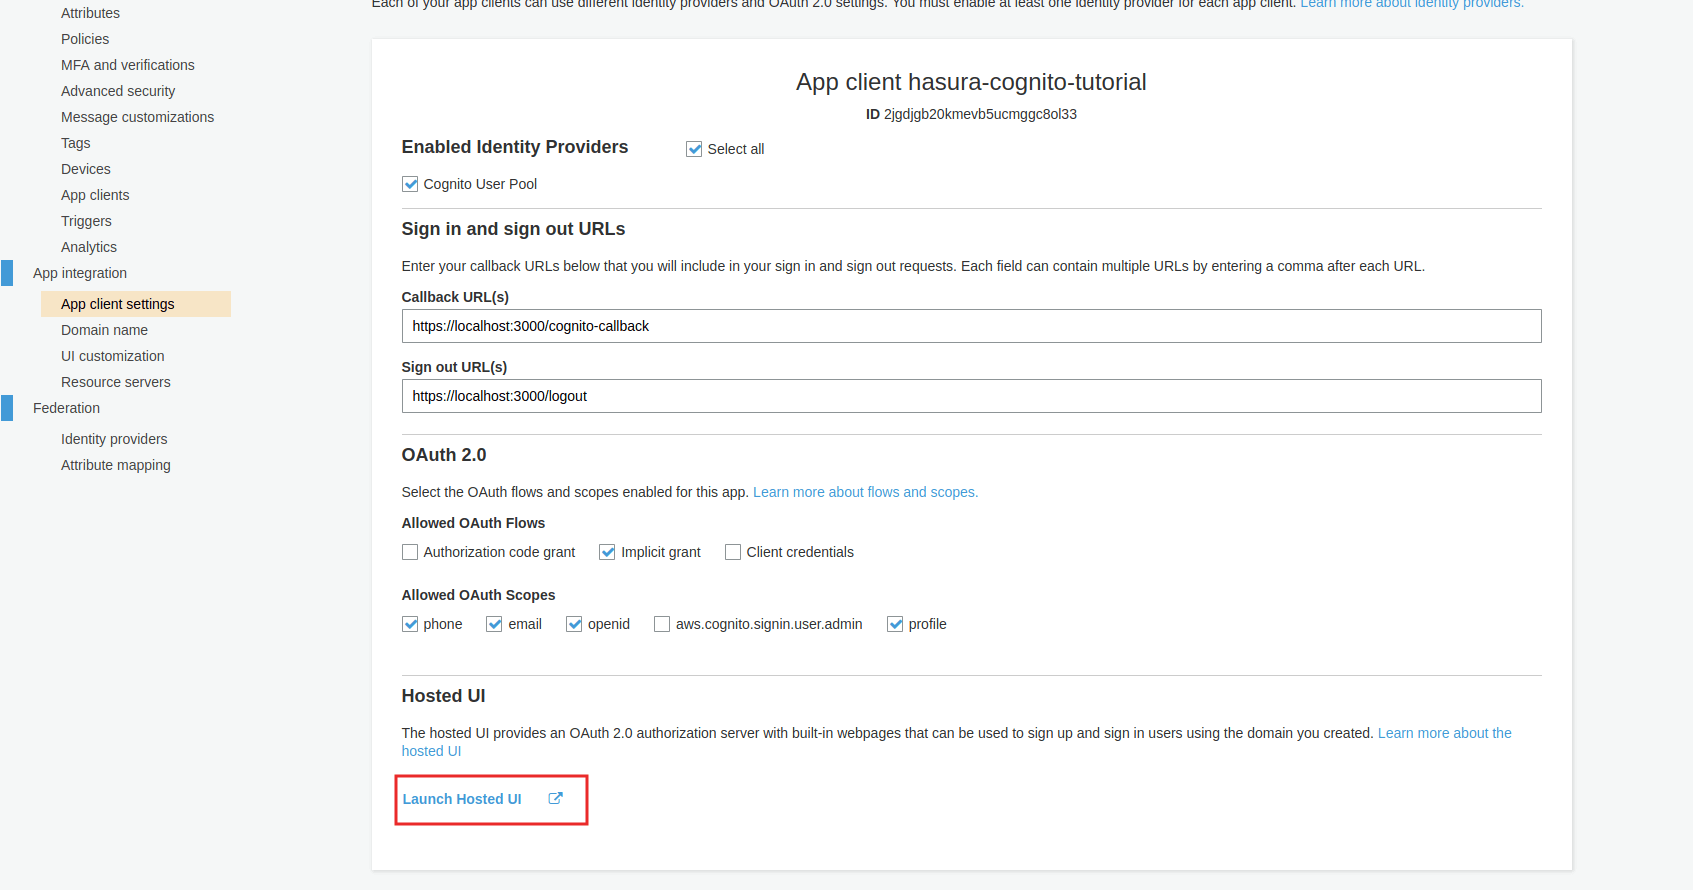 Attributes
Policies
MFA and verifications
Advanced security
Message customizations
Tags
Devices
App clients
Triggers
Analytics
App integration
App client settings
Domain name
UI customization
Resource servers
Federation
Identity providers
Attribute mapping
Each of your app clients can use different identity providers and OAuth 2.0 settings. You must enable at least one identity provider for each app client. Learn more about identity providers.
App client hasura-cognito-tutorial
ID 2jgdjgb20kmevb5ucmggc8ol33
Enabled Identity Providers Select all
Cognito User Pool
Sign in and sign out URLs
Enter your callback URLs below that you will include in your sign in and sign out requests. Each field can contain multiple URLs by entering a comma after each URL.
Callback URL(s)
https://localhost:3000/cognito-callback
Sign out URL(s)
https://localhost:3000/logout
OAuth 2.0
Select the OAuth flows and scopes enabled for this app. Learn more about flows and scopes.
Allowed OAuth Flows
Authorization code grant Implicit grant Client credentials
Allowed OAuth Scopes
phone email openid aws.cognito.signin.user.admin profile
Hosted UI
The hosted UI provides an OAuth 2.0 authorization server with built-in webpages that can be used to sign up and sign in users using the domain you created. Learn more about the
hosted UI
Launch Hosted UI